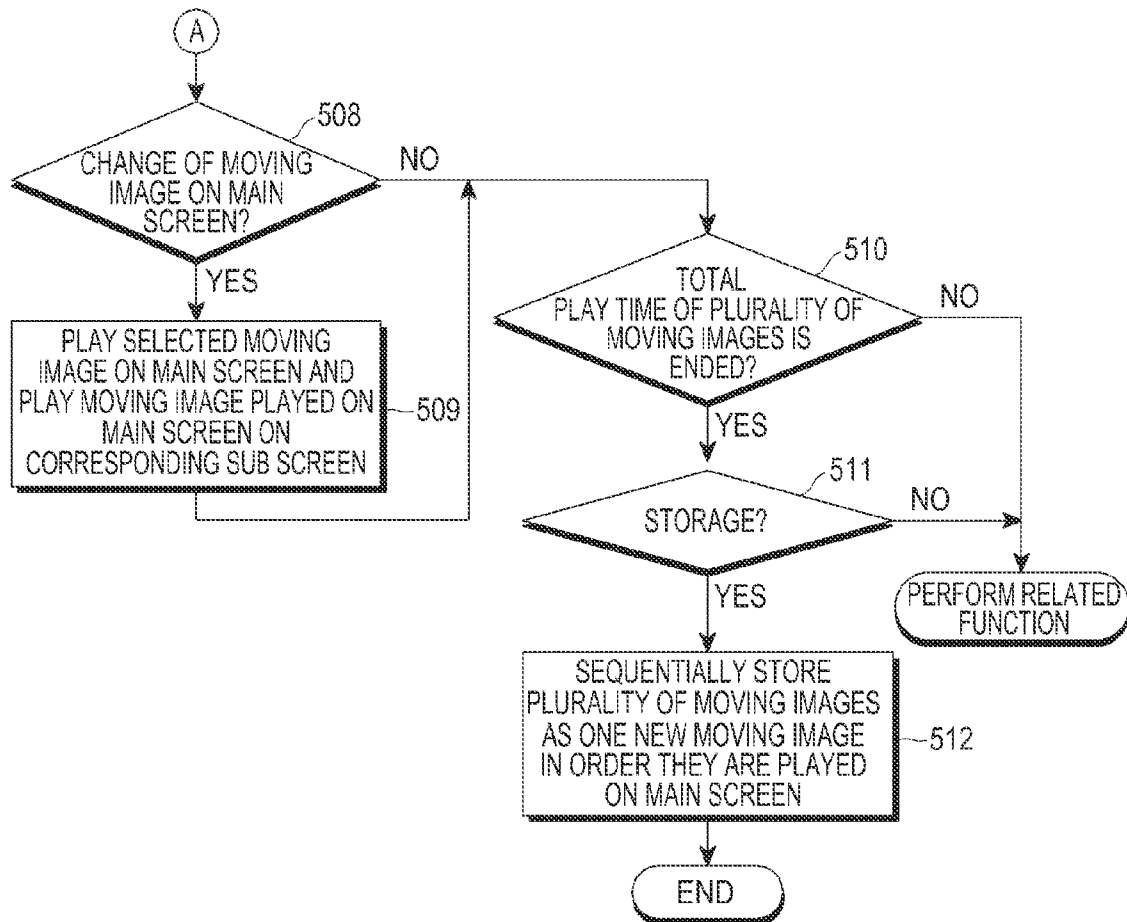 A
508
CHANGE OF MOVING
IMAGE ON MAIN
SCREEN?
NO
YES
PLAY SELECTED MOVING
IMAGE ON MAIN SCREEN AND
PLAY MOVING IMAGE PLAYED ON
MAIN SCREEN ON
CORRESPONDING SUB SCREEN
509
510
TOTAL
PLAY TIME OF PLURALITY OF
MOVING IMAGES IS
ENDED?
NO
YES
511
STORAGE?
NO
YES
PERFORM RELATED
FUNCTION
SEQUENTIALLY STORE
PLURALITY OF MOVING IMAGES
AS ONE NEW MOVING IMAGE
IN ORDER THEY ARE PLAYED
ON MAIN SCREEN
512
END